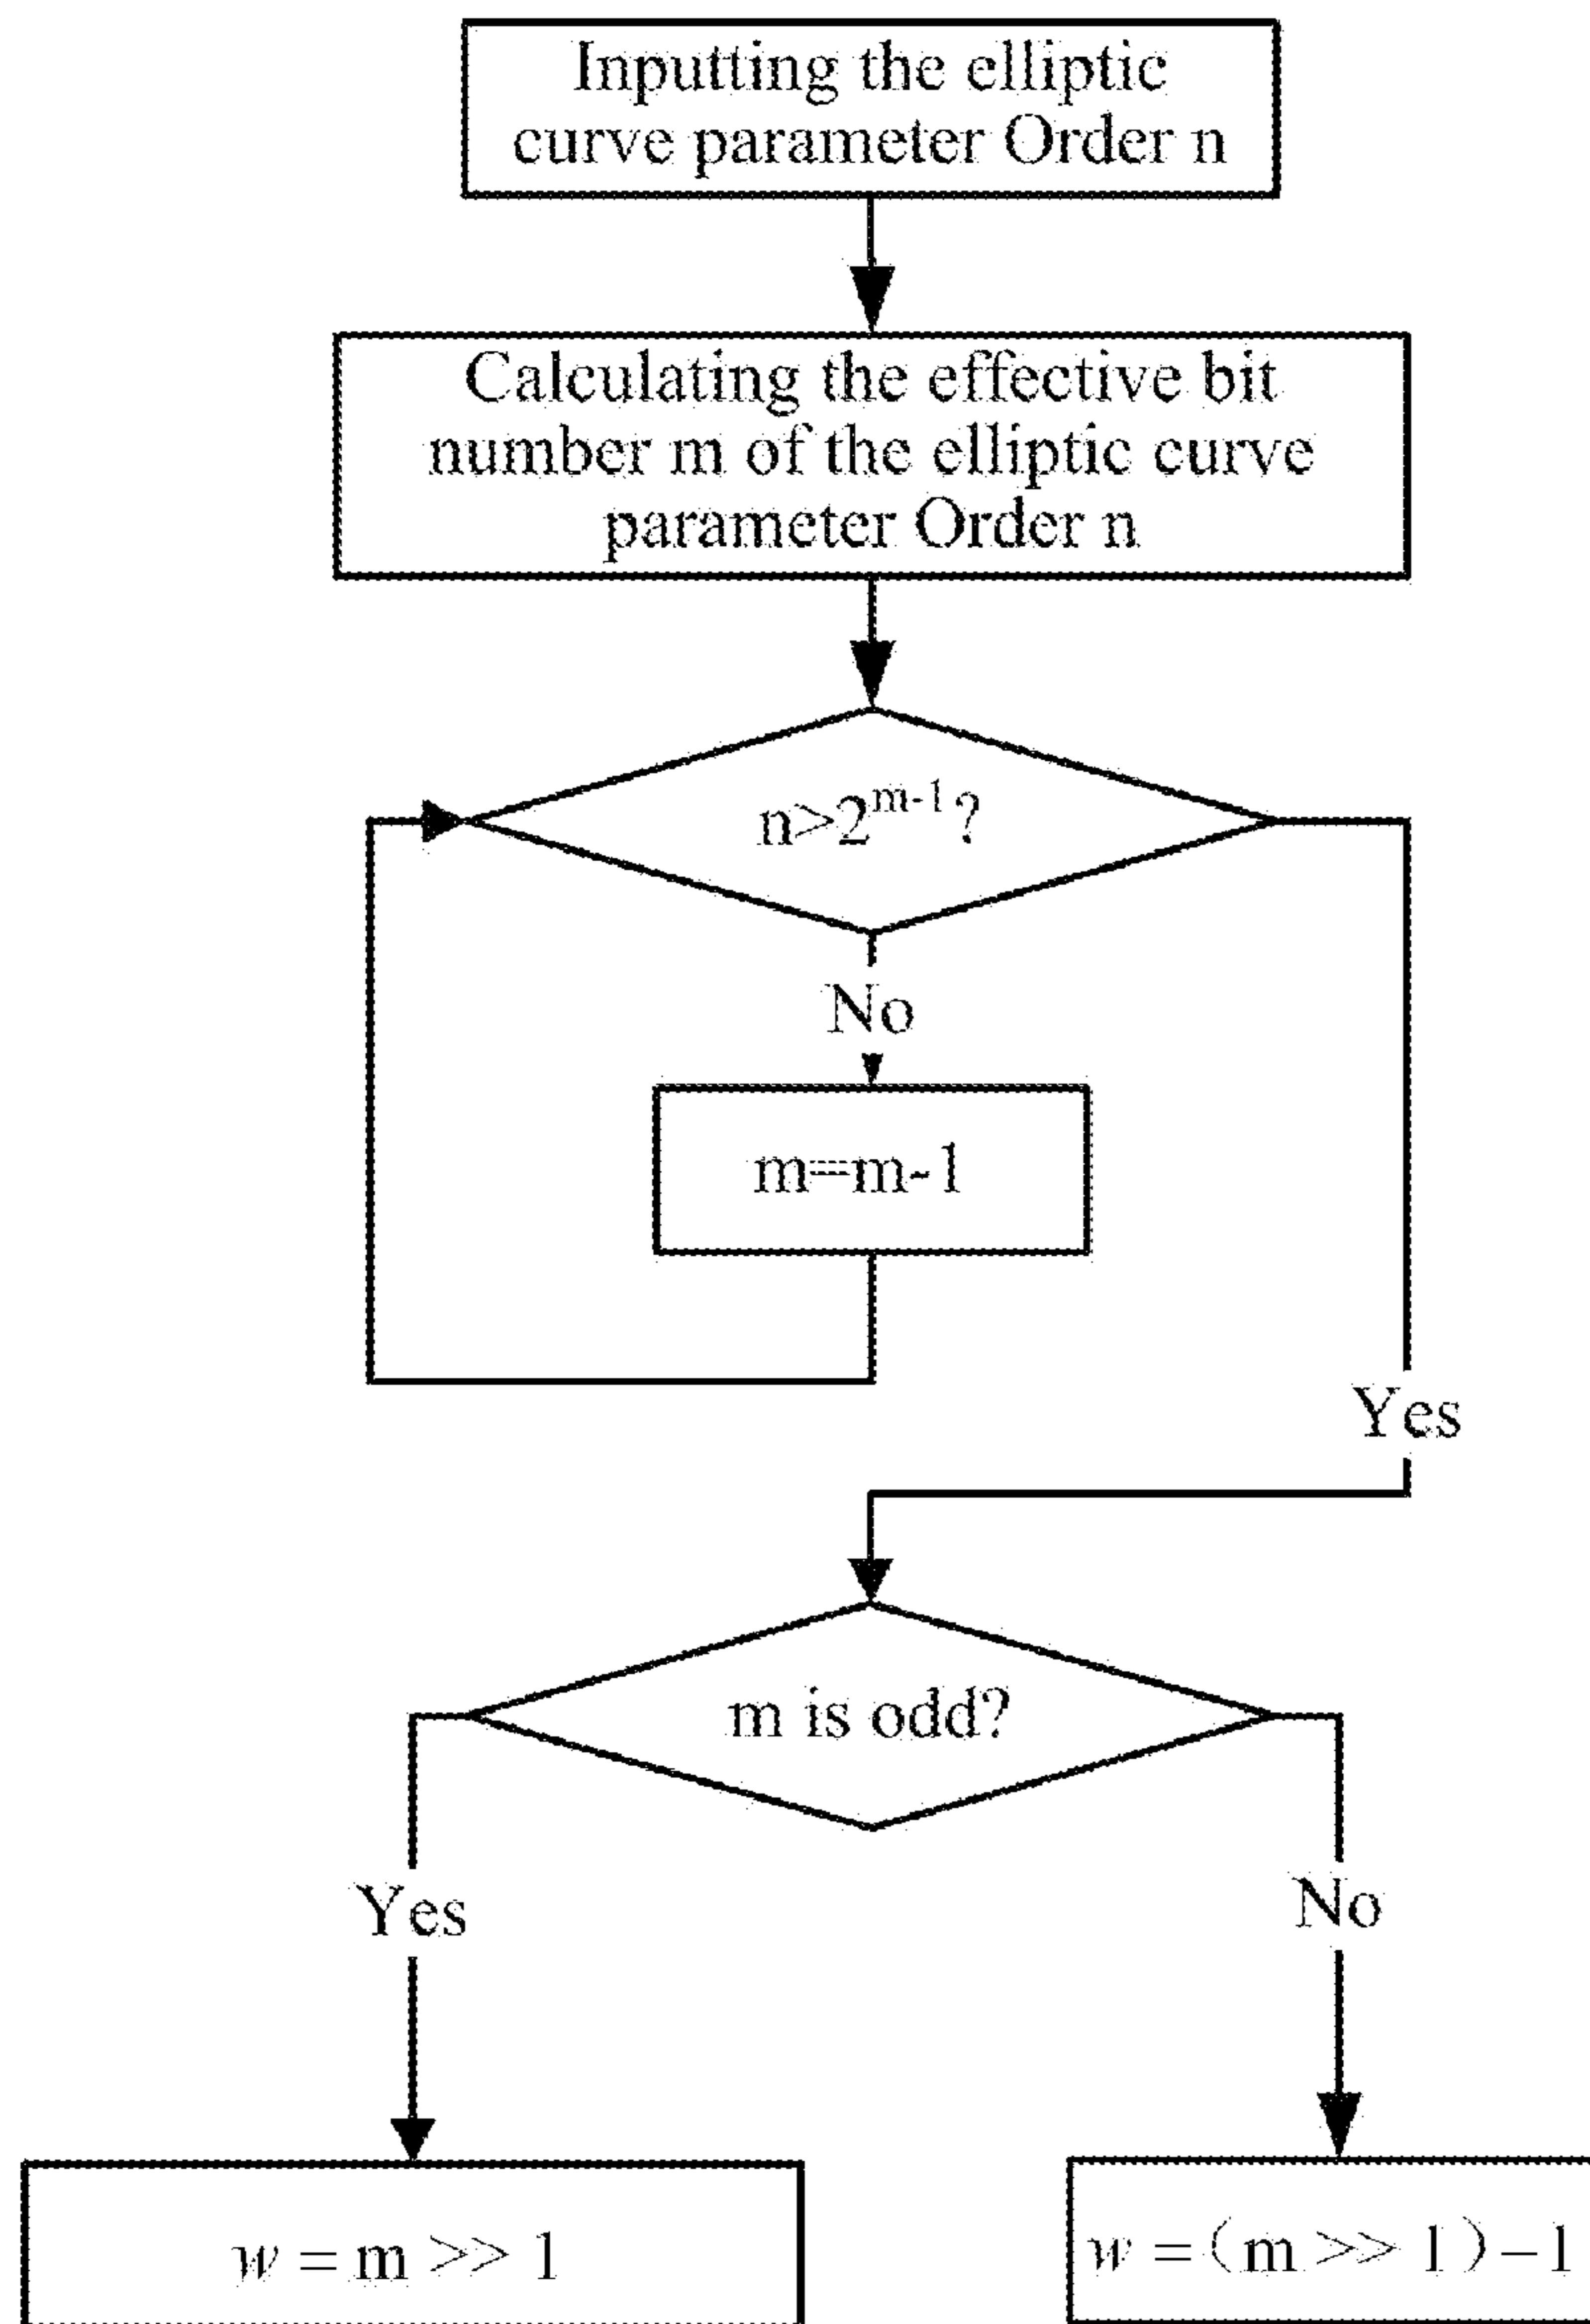 Inputting the elliptic
curve parameter Order n
Calculating the effective bit
number m of the elliptic curve
parameter Order n
n>2^{m-1}?
No
m=m-1
Yes
m is odd?
Yes
No
w = m >> 1
w = (m >> 1)-1